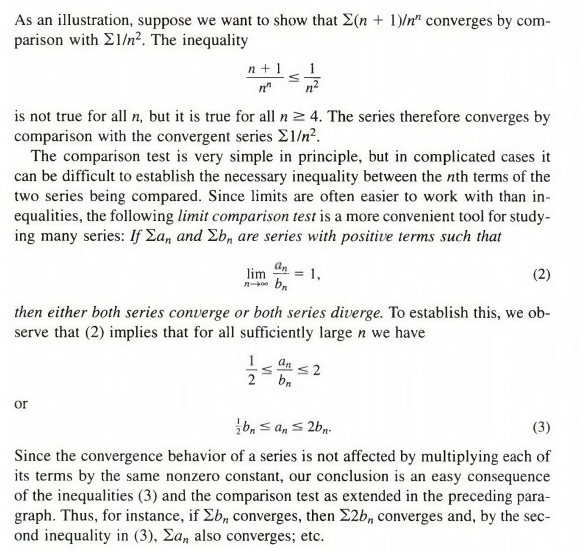 As an illustration, suppose we want to show that Σ(n + 1)/nⁿ converges by com-
parison with Σ1/n². The inequality
(n + 1)/nⁿ ≤ 1/n²
is not true for all n, but it is true for all n ≥ 4. The series therefore converges by
comparison with the convergent series Σ1/n².
The comparison test is very simple in principle, but in complicated cases it
can be difficult to establish the necessary inequality between the nth terms of the
two series being compared. Since limits are often easier to work with than in-
equalities, the following limit comparison test is a more convenient tool for study-
ing many series: If Σaₙ and Σbₙ are series with positive terms such that
lim n→∞ aₙ/bₙ = 1, (2)
then either both series converge or both series diverge. To establish this, we ob-
serve that (2) implies that for all sufficiently large n we have
1/2 ≤ aₙ/bₙ ≤ 2
or
½bₙ ≤ aₙ ≤ 2bₙ. (3)
Since the convergence behavior of a series is not affected by multiplying each of
its terms by the same nonzero constant, our conclusion is an easy consequence
of the inequalities (3) and the comparison test as extended in the preceding para-
graph. Thus, for instance, if Σbₙ converges, then Σ2bₙ converges and, by the sec-
ond inequality in (3), Σaₙ also converges; etc.